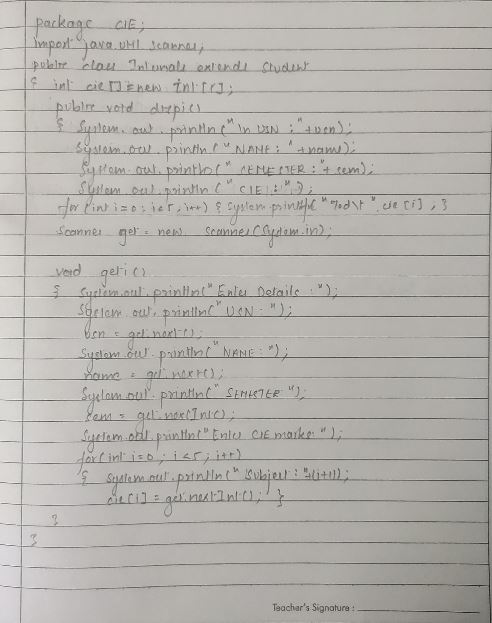 package CIE;
import java.util scanner;
public class Internals extends Student
{ int cie[] = new int[5];
public void dispi()
{ System. out. println("\n USN :"+usn);
System. out. println(" NAME : "+name);
System. out. println(" SEMESTER :"+sem);
System. out. println (" CIE : ");
for (int i=0; i<5; i++) { System printf(" %d\t", cie[i], }
Scanner get = new Scanner(System.in);
void geti()
{ System.out. println(" Enter Details :");
System. out. println(" USN : ");
usn = get.next();
System.out. println(" NAME : ");
name = get.next();
System.out. println(" SEMESTER ");
sem = get.nextInt();
System.out. println("Enter CIE marks: ");
for(int i=0; i<5; i++)
{ System.out. println(" Subject : "+(i+1));
cie[i] = get.nextInt(); }
}
}
Teacher's Signature :